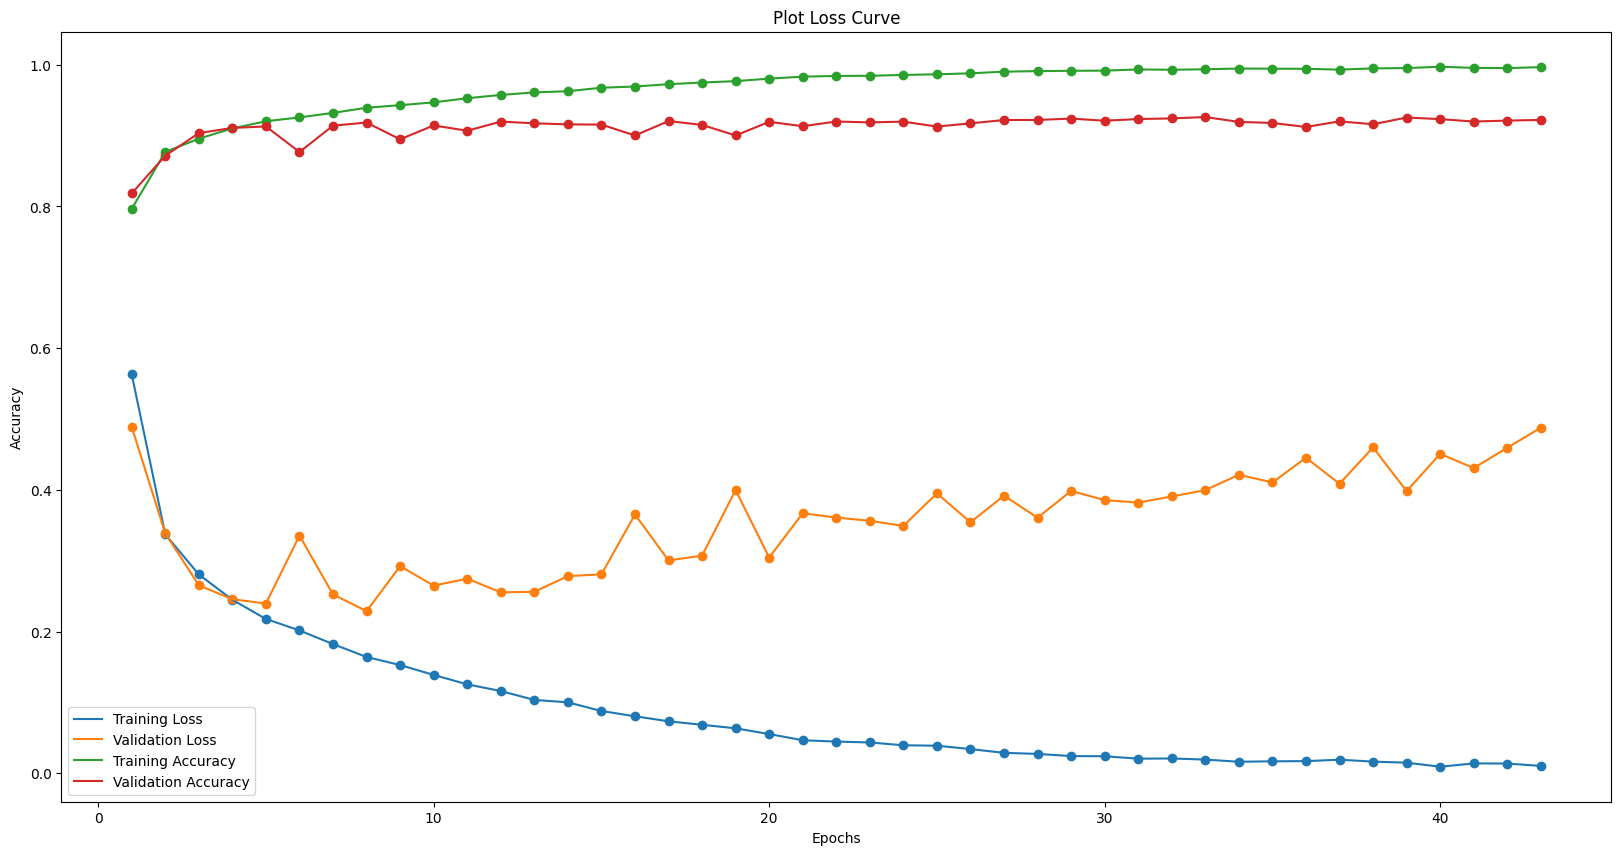 Plot Loss Curve
1.0
0.8
0.6
0.4
0.2
0.0
Accuracy
Training Loss
Validation Loss
Training Accuracy
Validation Accuracy
0 10 20 30 40
Epochs